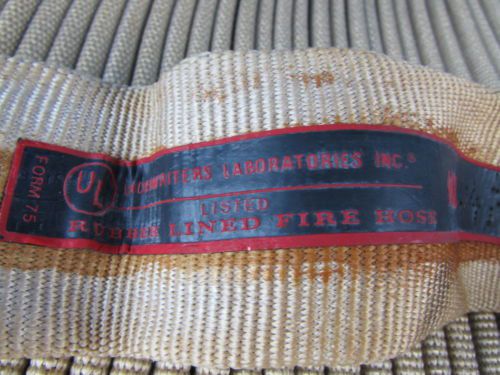 FORM 75
UL
UNDERWRITERS LABORATORIES INC.®
LISTED
RUBBER LINED FIRE HOSE